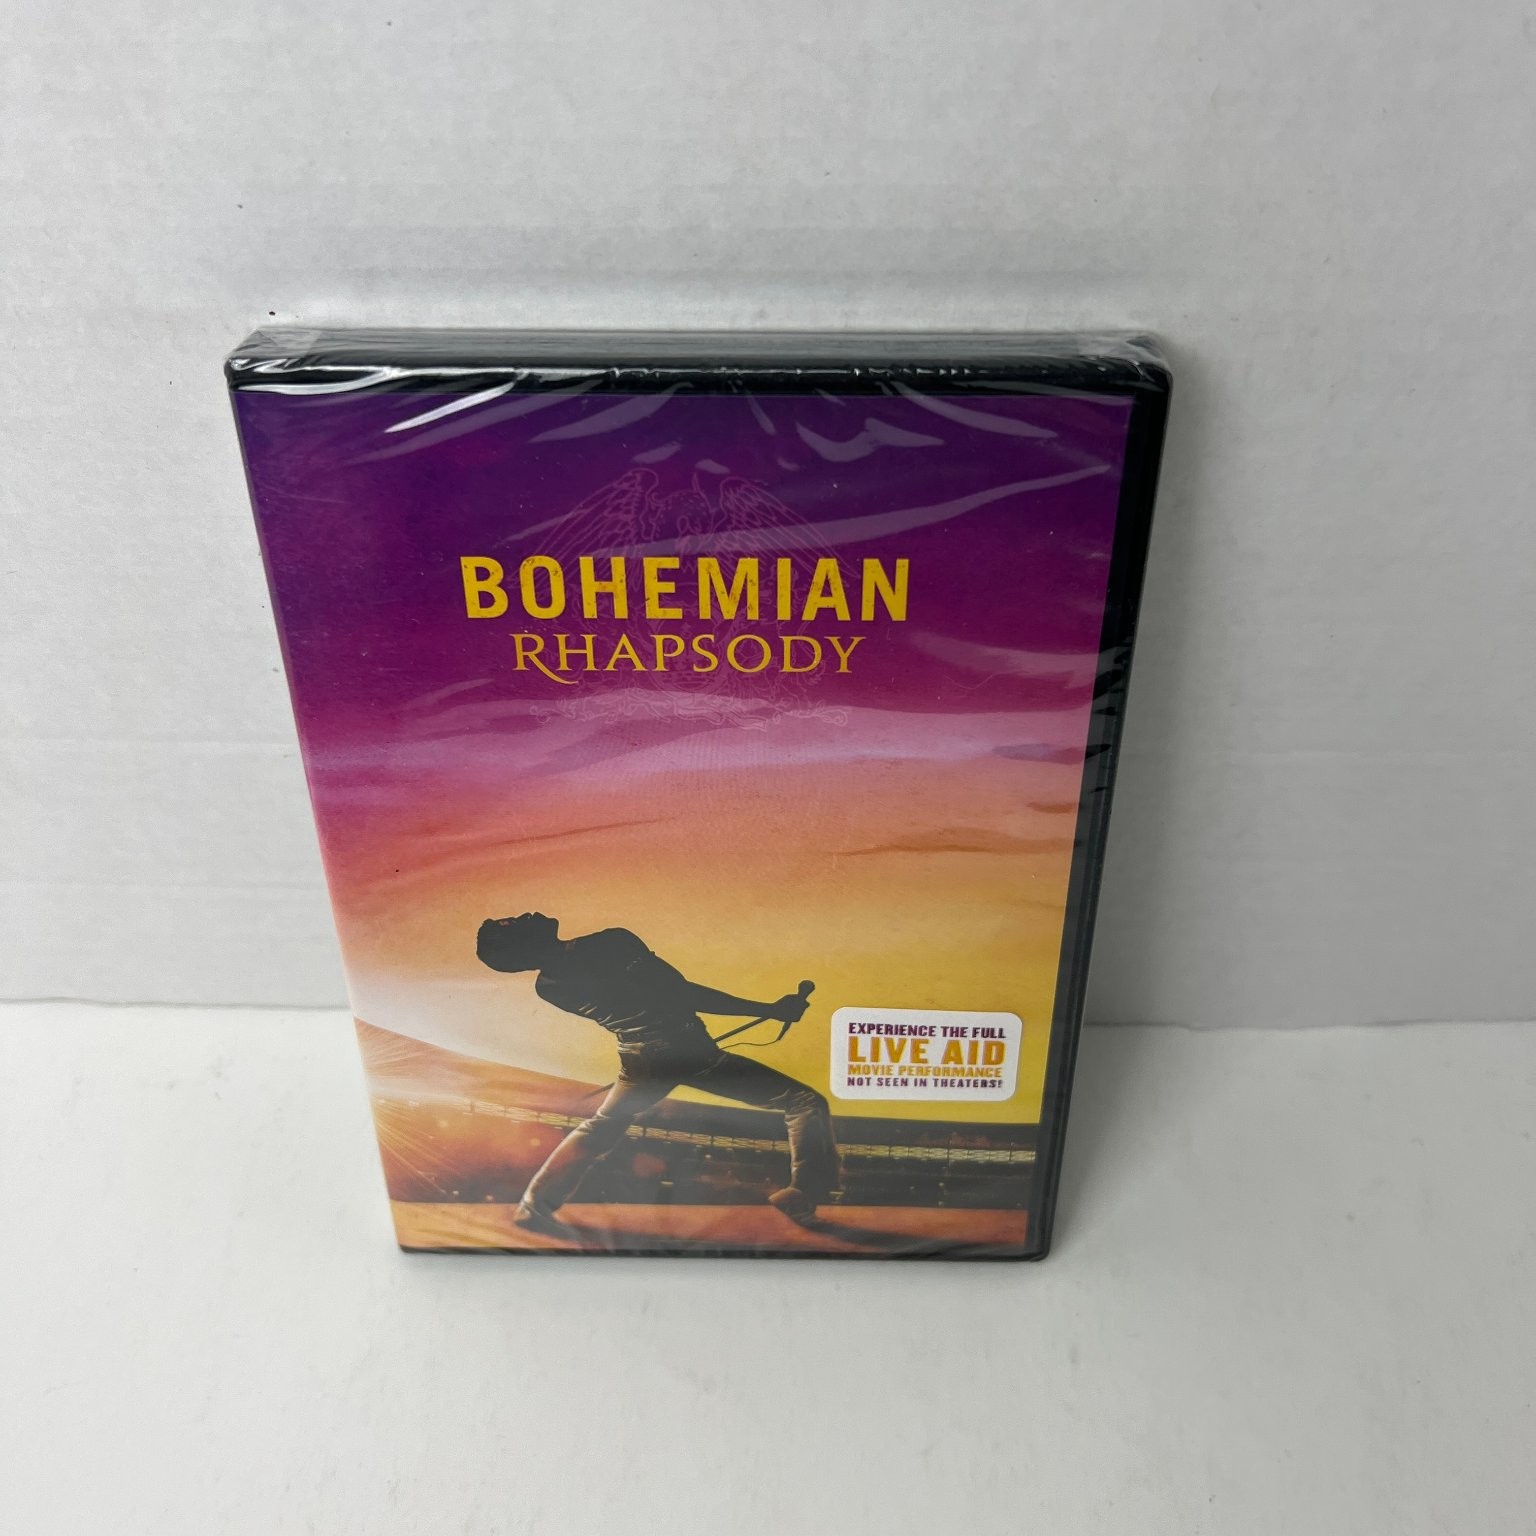 BOHEMIAN
RHAPSODY
EXPERIENCE THE FULL
LIVE AID
MOVIE PERFORMANCE
NOT SEEN IN THEATERS!